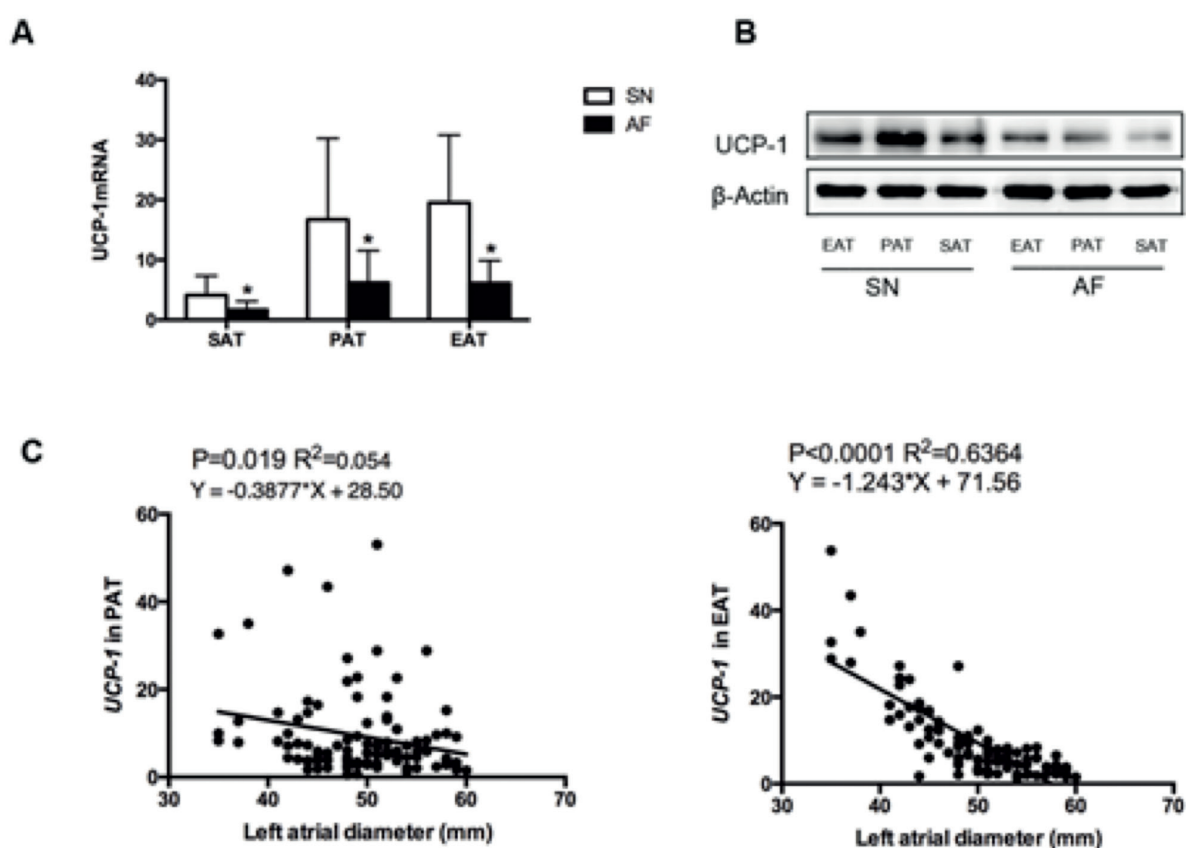 A
40
30
20
10
0
UCP-1mRNA
SN
AF
*
*
*
SAT PAT EAT
B
UCP-1
β-Actin
EAT PAT SAT EAT PAT SAT
SN AF
C
P=0.019 R²=0.054
Y = -0.3877*X + 28.50
60
40
20
0
UCP-1 in PAT
30 40 50 60 70
Left atrial diameter (mm)
P<0.0001 R²=0.6364
Y = -1.243*X + 71.56
60
40
20
0
UCP-1 in EAT
30 40 50 60 70
Left atrial diameter (mm)